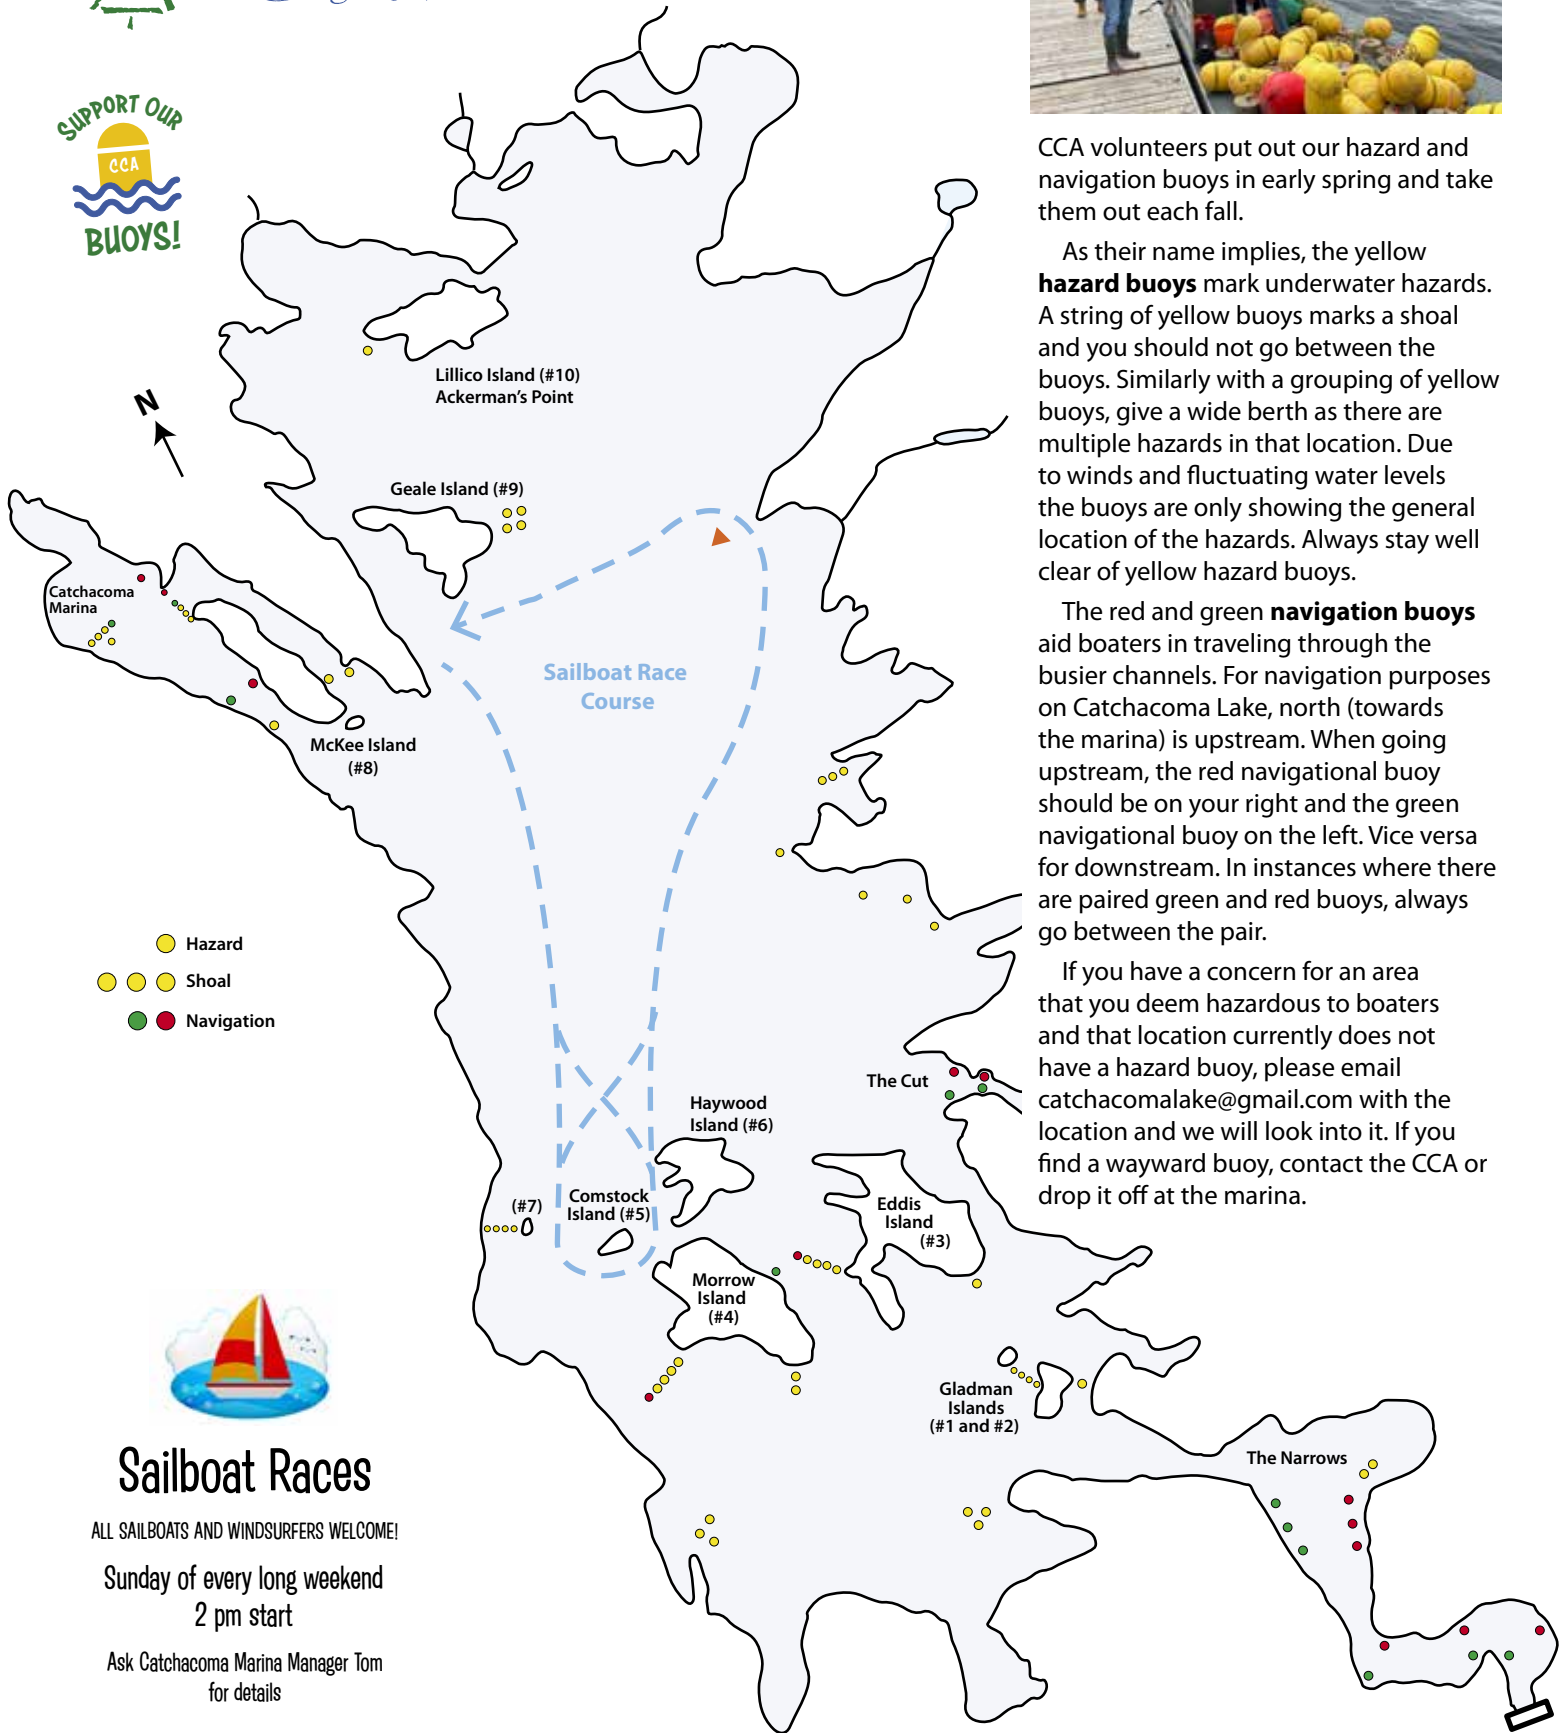 SUPPORT OUR
CCA
BUOYS!
CCA volunteers put out our hazard and
navigation buoys in early spring and take
them out each fall.
As their name implies, the yellow
hazard buoys mark underwater hazards.
A string of yellow buoys marks a shoal
and you should not go between the
buoys. Similarly with a grouping of yellow
buoys, give a wide berth as there are
multiple hazards in that location. Due
to winds and fluctuating water levels
the buoys are only showing the general
location of the hazards. Always stay well
clear of yellow hazard buoys.
The red and green navigation buoys
aid boaters in traveling through the
busier channels. For navigation purposes
on Catchacoma Lake, north (towards
the marina) is upstream. When going
upstream, the red navigational buoy
should be on your right and the green
navigational buoy on the left. Vice versa
for downstream. In instances where there
are paired green and red buoys, always
go between the pair.
If you have a concern for an area
that you deem hazardous to boaters
and that location currently does not
have a hazard buoy, please email
catchacomalake@gmail.com with the
location and we will look into it. If you
find a wayward buoy, contact the CCA or
drop it off at the marina.
Lillico Island (#10)
Ackerman's Point
N
Geale Island (#9)
Catchacoma
Marina
Sailboat Race
Course
McKee Island
(#8)
Hazard
Shoal
Navigation
The Cut
Haywood
Island (#6)
(#7)
Comstock
Island (#5)
Eddis
Island
(#3)
Morrow
Island
(#4)
Gladman
Islands
(#1 and #2)
The Narrows
Sailboat Races
ALL SAILBOATS AND WINDSURFERS WELCOME!
Sunday of every long weekend
2 pm start
Ask Catchacoma Marina Manager Tom
for details